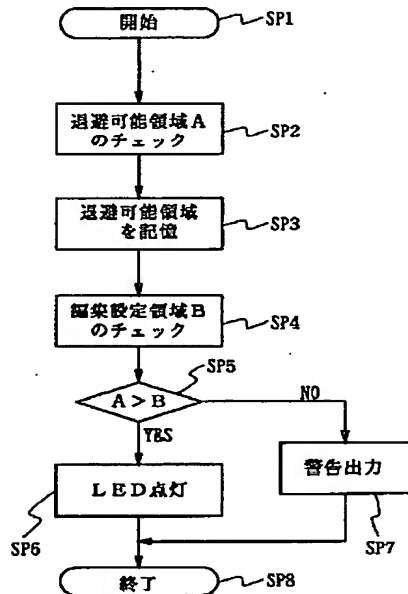 開始
SP1
退避可能領域A
のチェック
SP2
退避可能領域
を記憶
SP3
編集設定領域B
のチェック
SP4
SP5
A>B
NO
YES
LED点灯
SP6
警告出力
SP7
終了
SP8